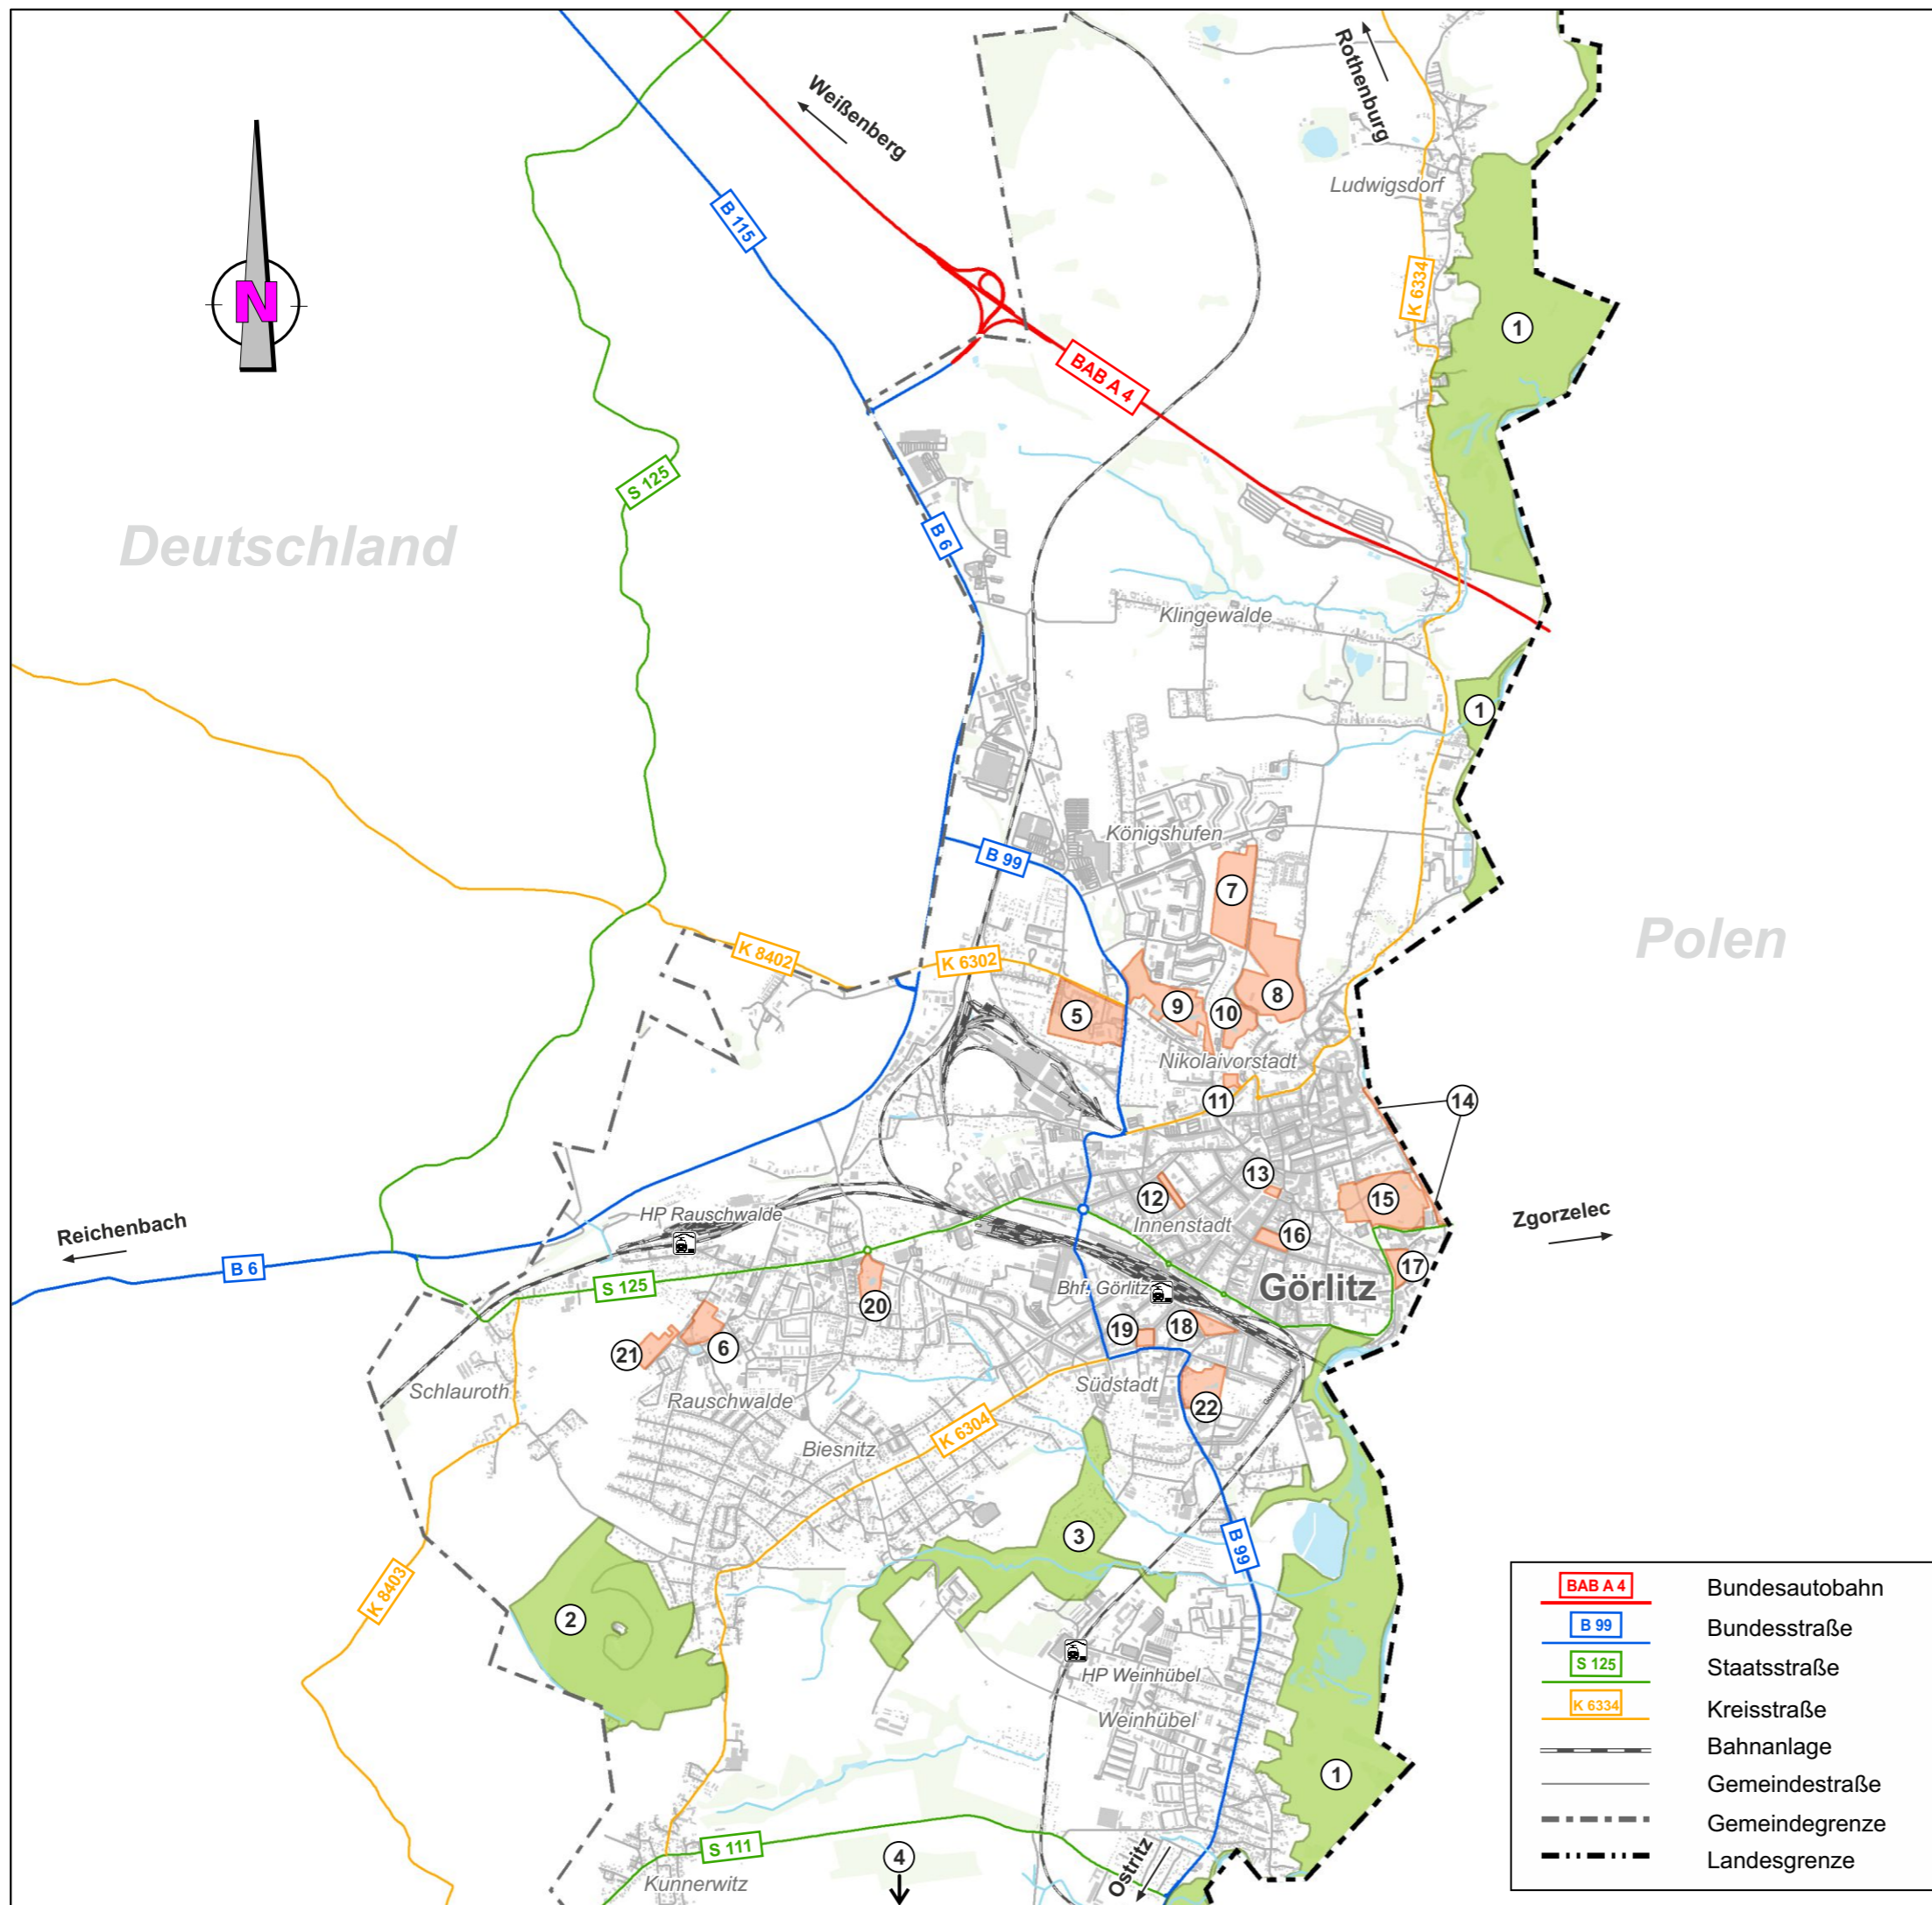 Weißenberg
Rothenburg
Ludwigsdorf
B 115
N
K 6334
1
BAB A 4
S 125
Deutschland
B 6
Klingewalde
1
Königshufen
B 99
7
Polen
K 8402
K 6302
5
9
10
8
Nikolaivorstadt
11
14
12
13
15
Reichenbach
HP Rauschwalde
Innenstadt
16
Zgorzelec
B 6
S 125
17
Bhf. Görlitz
Görlitz
20
19
18
21
6
Schlauroth
Rauschwalde
Südstadt
22
Biesnitz
K 6304
3
B 99
K 8403
2
HP Weinhübel
Weinhübel
1
S 111
4
Kunnerwitz
Ostritz
BAB A 4 Bundesautobahn
B 99 Bundesstraße
S 125 Staatsstraße
K 6334 Kreisstraße
Bahnanlage
Gemeindestraße
Gemeindegrenze
Landesgrenze